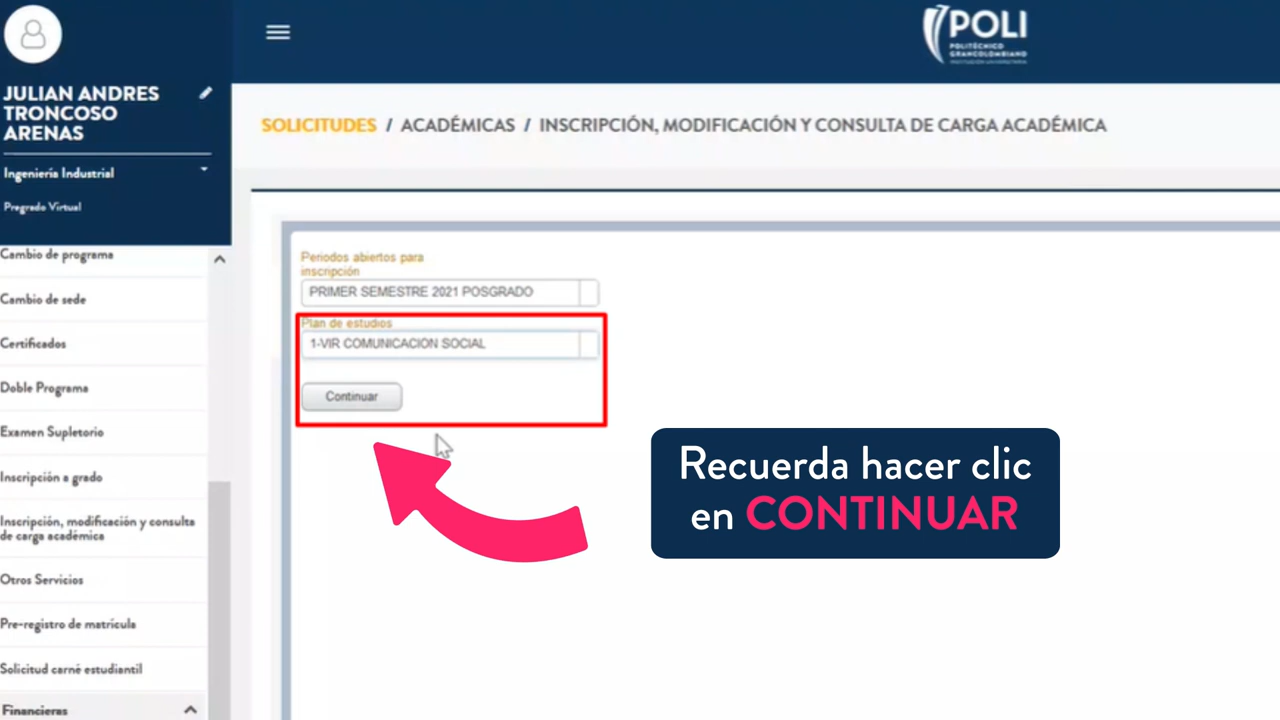 JULIAN ANDRES
TRONCOSO
ARENAS
Ingeniería Industrial
Pregrado Virtual
Cambio de programa
Cambio de sede
Certificados
Doble Programa
Examen Supletorio
Inscripción a grado
Inscripción, modificación y consulta
de carga académica
Otros Servicios
Pre-registro de matrícula
Solicitud carné estudiantil
Financieras
POLI
POLITÉCNICO
GRANCOLOMBIANO
INSTITUCIÓN UNIVERSITARIA
SOLICITUDES / ACADÉMICAS / INSCRIPCIÓN, MODIFICACIÓN Y CONSULTA DE CARGA ACADÉMICA
Periodos abiertos para
inscripción
PRIMER SEMESTRE 2021 POSGRADO
Plan de estudios
1-VIR COMUNICACION SOCIAL
Continuar
Recuerda hacer clic
en CONTINUAR